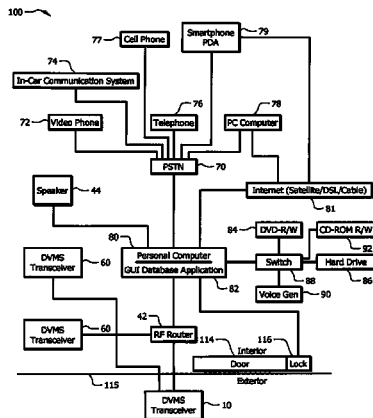 100
77
Cell Phone
Smartphone
PDA
79
74
In-Car Communication System
76
78
72
Video Phone
Telephone
PC Computer
PSTN
70
Speaker
44
Internet (Satellite/DSL/Cable)
81
80
84
DVD-R/W
CD-ROM R/W
92
DVMS
Transceiver
60
Personal Computer
GUI Database Application
82
Switch
88
Hard Drive
86
Voice Gen
90
42
DVMS
Transceiver
60
RF Router
114
116
Interior
Door
Lock
Exterior
115
DVMS
Transceiver
10